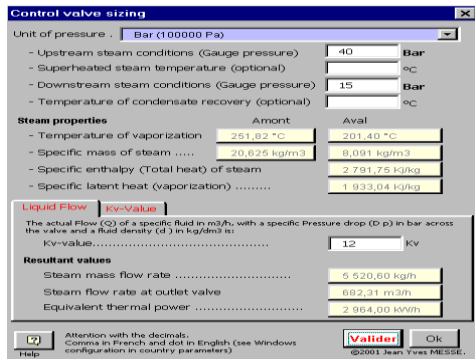 Control valve sizing
Unit of pressure . Bar (100000 Pa)
- Upstream steam conditions (Gauge pressure) 40 Bar
- Superheated steam temperature (optional) ºC
- Downstream steam conditions (Gauge pressure) 15 Bar
- Temperature of condensate recovery (optional) ºC
Steam properties Amont Aval
- Temperature of vaporization 251,82 °C 201,40 °C
- Specific mass of steam ..... 20,625 kg/m3 8,091 kg/m3
- Specific enthalpy (Total heat) of steam 2 791,75 Kj/kg
- Specific latent heat (vaporization) ......... 1 933,04 Kj/kg
Liquid Flow Kv-Value
The actual Flow (Q) of a specific fluid in m3/h, with a specific Pressure drop (D p) in bar across
the valve and a fluid density (d ) in kg/dm3 is:
Kv-value............................................ 12 Kv
Resultant values
Steam mass flow rate ............................ 5 520,60 kg/h
Steam flow rate at outlet valve 682,31 m3/h
Equivalent thermal power ..................... 2 964,00 kW/h
Help
Attention with the decimals.
Comma in French and dot in English (see Windows
configuration in country parameters)
Valider Ok
©2001 Jean Yves MESSE.